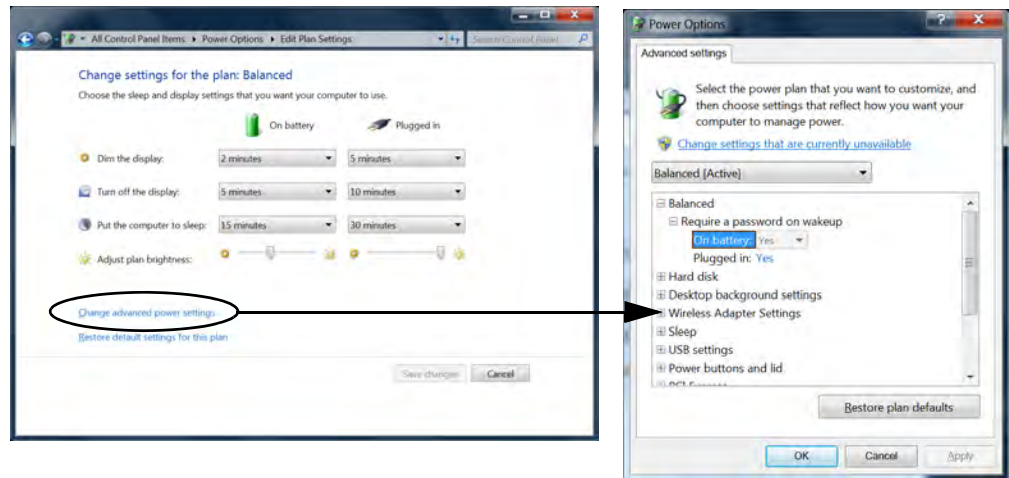 All Control Panel Items ▸ Power Options ▸ Edit Plan Settings
Search Control Panel
Change settings for the plan: Balanced
Choose the sleep and display settings that you want your computer to use.
On battery Plugged in
Dim the display: 2 minutes 5 minutes
Turn off the display: 5 minutes 10 minutes
Put the computer to sleep: 15 minutes 30 minutes
Adjust plan brightness:
Change advanced power settings
Restore default settings for this plan
Save changes Cancel
Power Options
Advanced settings
Select the power plan that you want to customize, and
then choose settings that reflect how you want your
computer to manage power.
Change settings that are currently unavailable
Balanced [Active]
Balanced
Require a password on wakeup
On battery: Yes
Plugged in: Yes
Hard disk
Desktop background settings
Wireless Adapter Settings
Sleep
USB settings
Power buttons and lid
Restore plan defaults
OK Cancel Apply